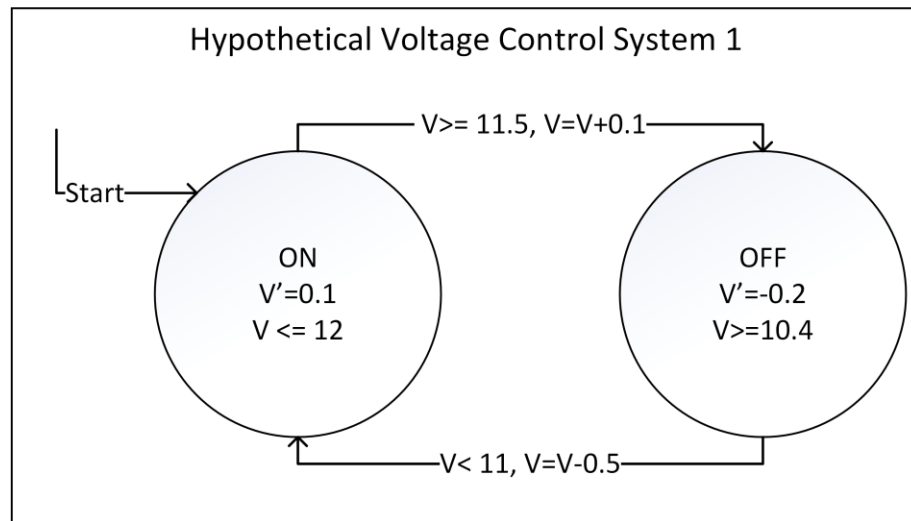 Hypothetical Voltage Control System 1
V>= 11.5, V=V+0.1
Start
ON
V’=0.1
V <= 12
OFF
V’=-0.2
V>=10.4
V< 11, V=V-0.5